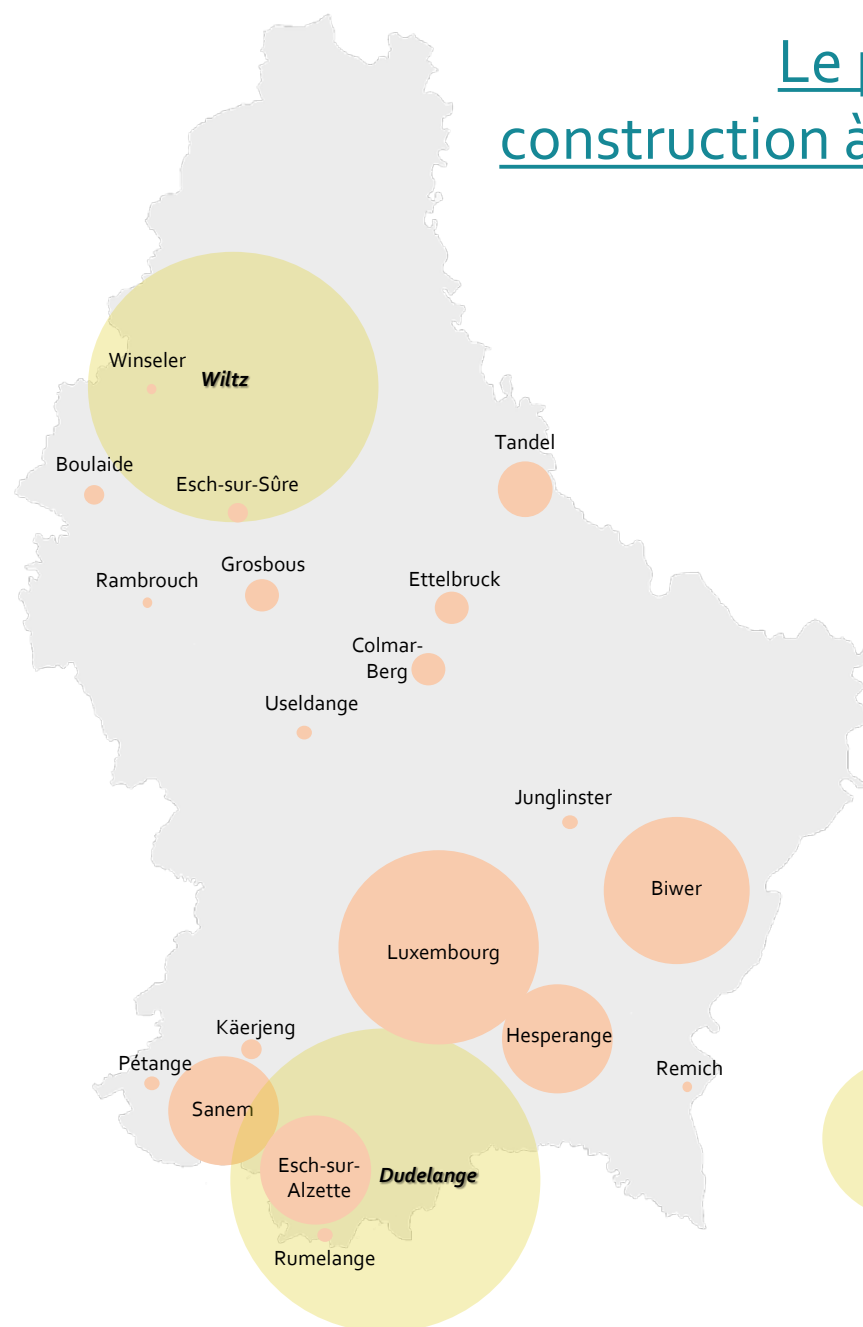 Le
construction à
Winseler
Wiltz
Boulaide
Esch-sur-Sûre
Tandel
Rambrouch
Grosbous
Ettelbruck
Colmar-
Berg
Useldange
Junglinster
Biwer
Luxembourg
Käerjeng
Hesperange
Pétange
Remich
Sanem
Esch-sur-
Alzette
Dudelange
Rumelange